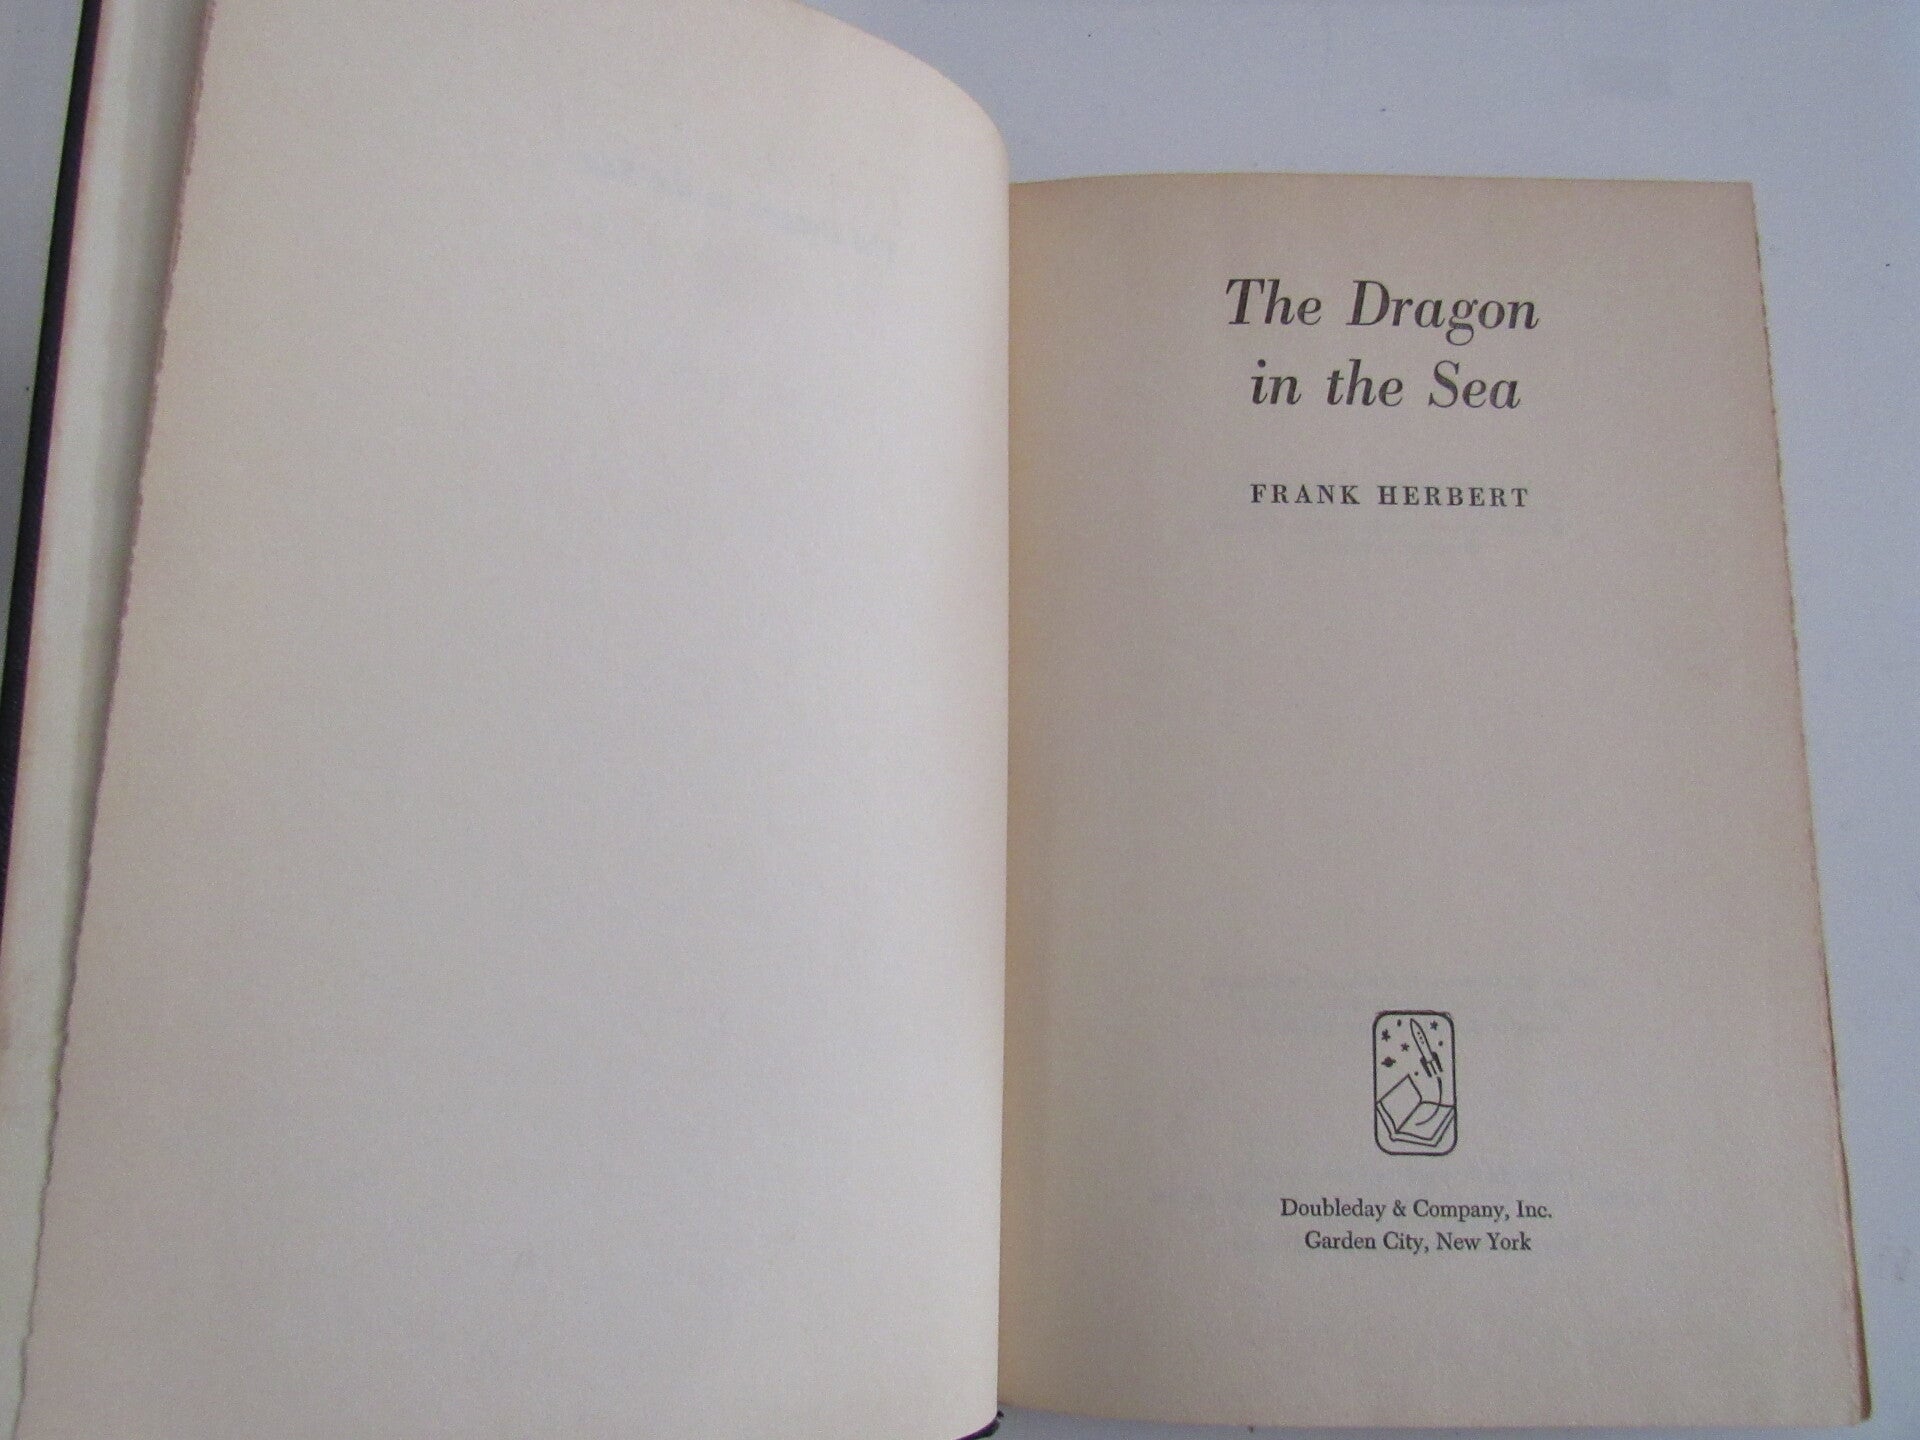 The Dragon
in the Sea
FRANK HERBERT
Doubleday & Company, Inc.
Garden City, New York